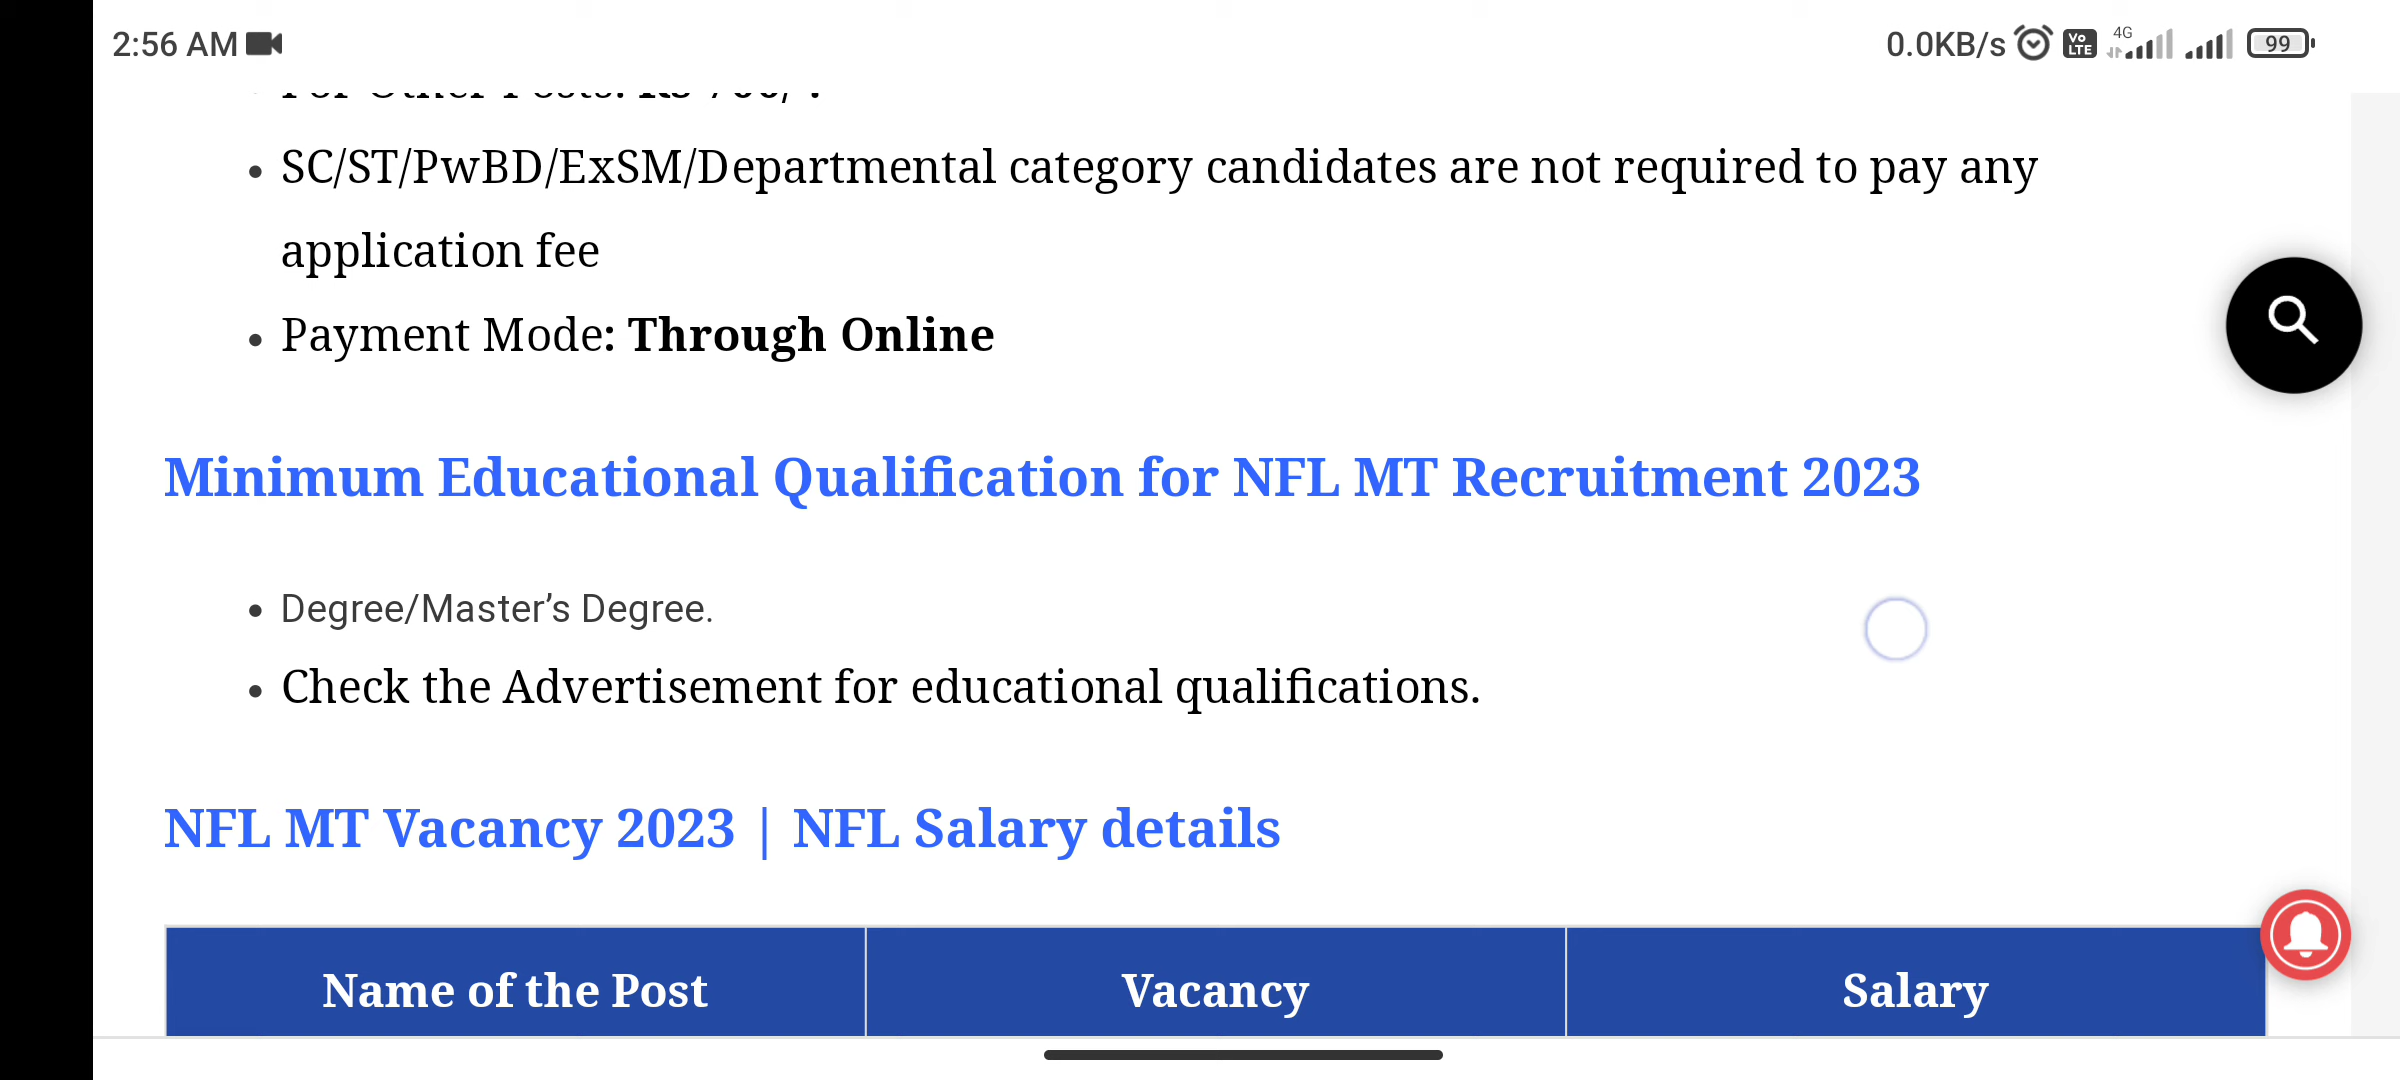 2:56 AM
0.0KB/s Vo LTE 4G 99
SC/ST/PwBD/ExSM/Departmental category candidates are not required to pay any
application fee
Payment Mode: Through Online
Minimum Educational Qualification for NFL MT Recruitment 2023
Degree/Master’s Degree.
Check the Advertisement for educational qualifications.
NFL MT Vacancy 2023 | NFL Salary details
Name of the Post Vacancy Salary